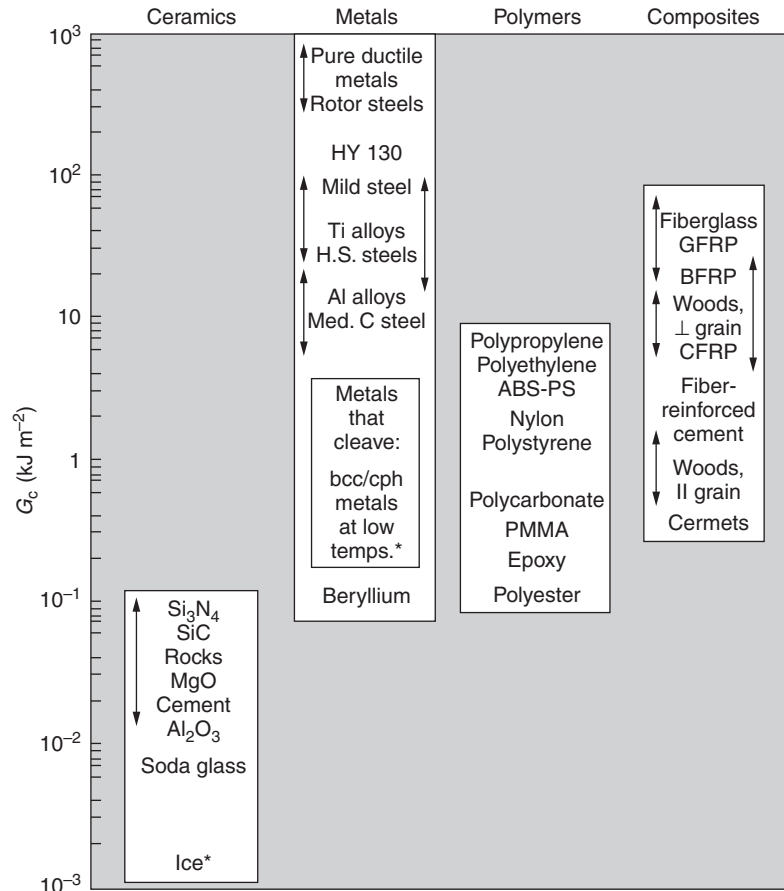 Ceramics
Metals
Polymers
Composites
G_c (kJ m⁻²)
10³
10²
10
1
10⁻¹
10⁻²
10⁻³
Si₃N₄
SiC
Rocks
MgO
Cement
Al₂O₃
Soda glass
Ice*
Pure ductile
metals
Rotor steels
HY 130
Mild steel
Ti alloys
H.S. steels
Al alloys
Med. C steel
Metals
that
cleave:
bcc/cph
metals
at low
temps.*
Beryllium
Polypropylene
Polyethylene
ABS-PS
Nylon
Polystyrene
Polycarbonate
PMMA
Epoxy
Polyester
Fiberglass
GFRP
BFRP
Woods,
⊥ grain
CFRP
Fiber-
reinforced
cement
Woods,
II grain
Cermets